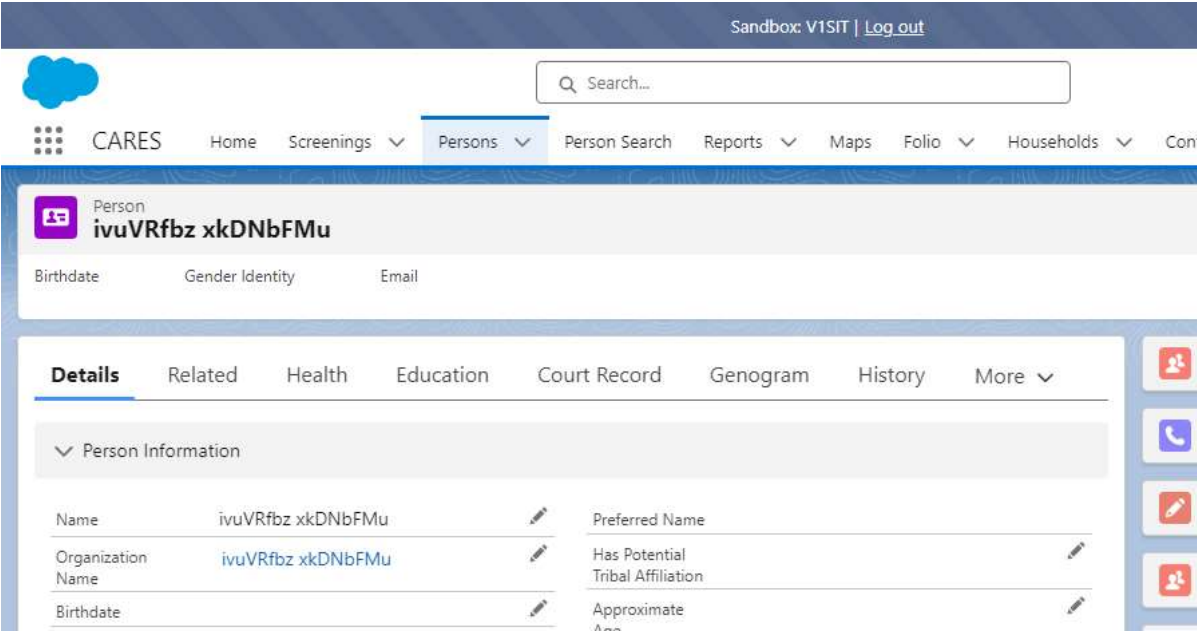 Sandbox: V1SIT | Log out
Search...
CARES Home Screenings Persons Person Search Reports Maps Folio Households Con
Person
ivuVRfbz xkDNbFMu
Birthdate Gender Identity Email
Details Related Health Education Court Record Genogram History More
Person Information
Name ivuVRfbz xkDNbFMu Preferred Name
Organization Name ivuVRfbz xkDNbFMu Has Potential Tribal Affiliation
Birthdate Approximate
Age